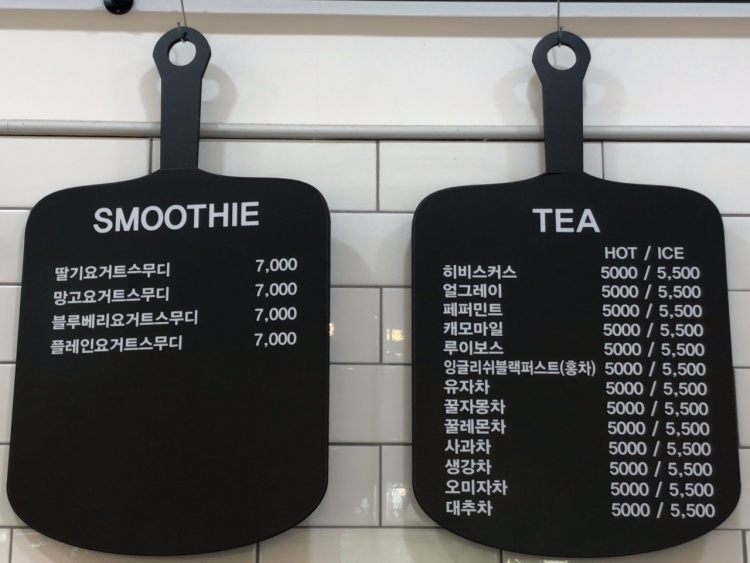 SMOOTHIE
딸기요거트스무디 7,000
망고요거트스무디 7,000
블루베리요거트스무디 7,000
플레인요거트스무디 7,000
TEA
HOT / ICE
히비스커스 5000 / 5,500
얼그레이 5000 / 5,500
페퍼민트 5000 / 5,500
캐모마일 5000 / 5,500
루이보스 5000 / 5,500
잉글리쉬블랙퍼스트(홍차) 5000 / 5,500
유자차 5000 / 5,500
꿀자몽차 5000 / 5,500
꿀레몬차 5000 / 5,500
사과차 5000 / 5,500
생강차 5000 / 5,500
오미자차 5000 / 5,500
대추차 5000 / 5,500